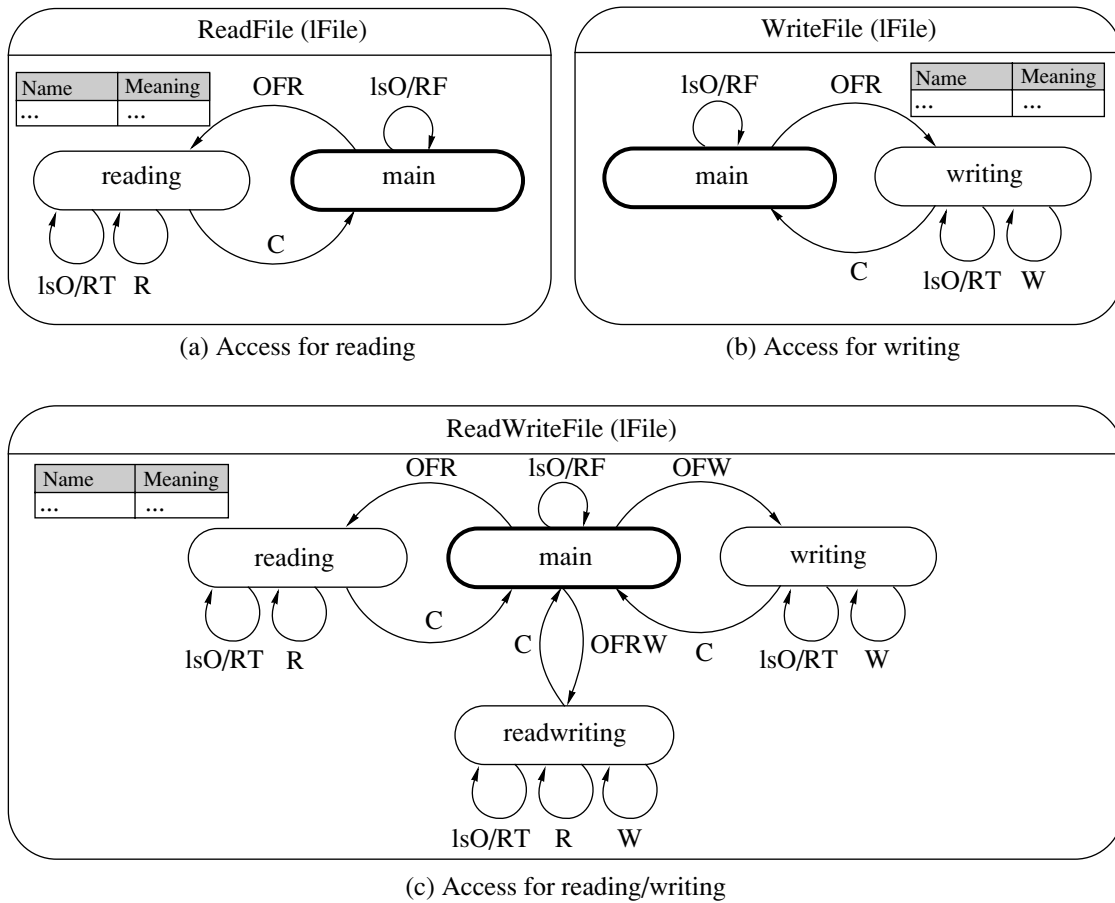 ReadFile (lFile)
Name Meaning
... ...
OFR
lsO/RF
reading
main
C
lsO/RT R
(a) Access for reading
WriteFile (lFile)
lsO/RF
OFR
Name Meaning
... ...
main
writing
C
lsO/RT W
(b) Access for writing
ReadWriteFile (lFile)
Name Meaning
... ...
OFR lsO/RF OFW
reading main writing
C C OFRW C
lsO/RT R lsO/RT W
readwriting
lsO/RT R W
(c) Access for reading/writing